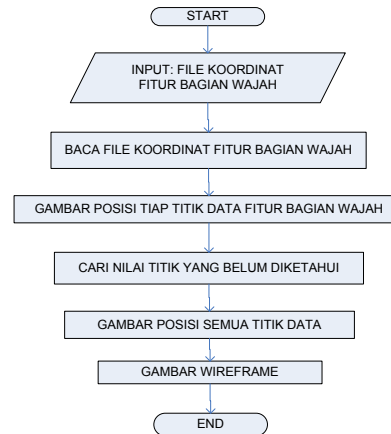 START
INPUT: FILE KOORDINAT
FITUR BAGIAN WAJAH
BACA FILE KOORDINAT FITUR BAGIAN WAJAH
GAMBAR POSISI TIAP TITIK DATA FITUR BAGIAN WAJAH
CARI NILAI TITIK YANG BELUM DIKETAHUI
GAMBAR POSISI SEMUA TITIK DATA
GAMBAR WIREFRAME
END